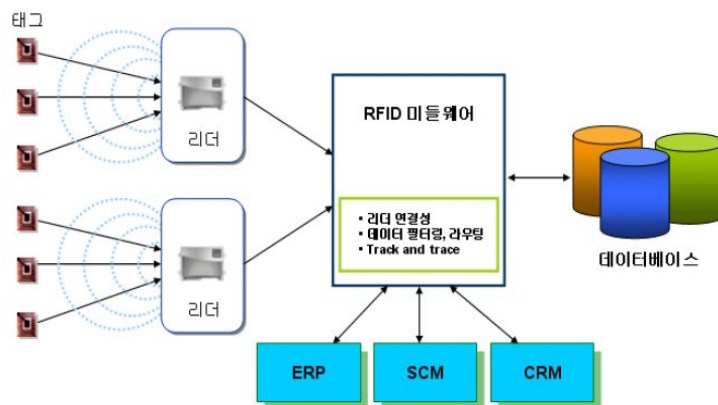 태그
리더
리더
RFID 미들웨어
• 리더 연결성
• 데이터 필터링, 라우팅
• Track and trace
데이터베이스
ERP
SCM
CRM